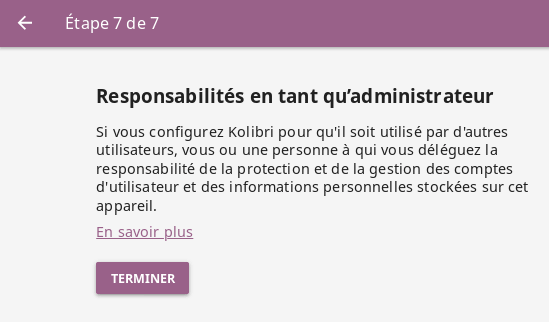 Étape 7 de 7
Responsabilités en tant qu’administrateur
Si vous configurez Kolibri pour qu'il soit utilisé par d'autres
utilisateurs, vous ou une personne à qui vous déléguez la
responsabilité de la protection et de la gestion des comptes
d'utilisateur et des informations personnelles stockées sur cet
appareil.
En savoir plus
TERMINER